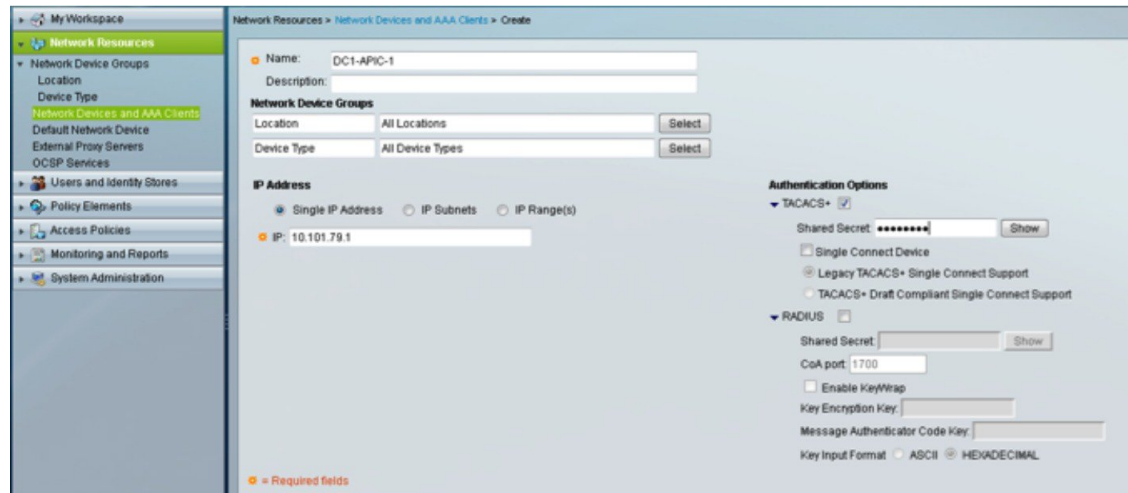 My Workspace
Network Resources
Network Device Groups
Location
Device Type
Network Devices and AAA Clients
Default Network Device
External Proxy Servers
OCSP Services
Users and Identity Stores
Policy Elements
Access Policies
Monitoring and Reports
System Administration
Network Resources > Network Devices and AAA Clients > Create
Name: DC1-APIC-1
Description:
Network Device Groups
Location All Locations Select
Device Type All Device Types Select
IP Address
Single IP Address IP Subnets IP Range(s)
IP: 10.101.79.1
Authentication Options
TACACS+
Shared Secret: •••••••• Show
Single Connect Device
Legacy TACACS+ Single Connect Support
TACACS+ Draft Compliant Single Connect Support
RADIUS
Shared Secret: Show
CoA port: 1700
Enable KeyWrap
Key Encryption Key:
Message Authenticator Code Key:
Key Input Format ASCII HEXADECIMAL
= Required fields